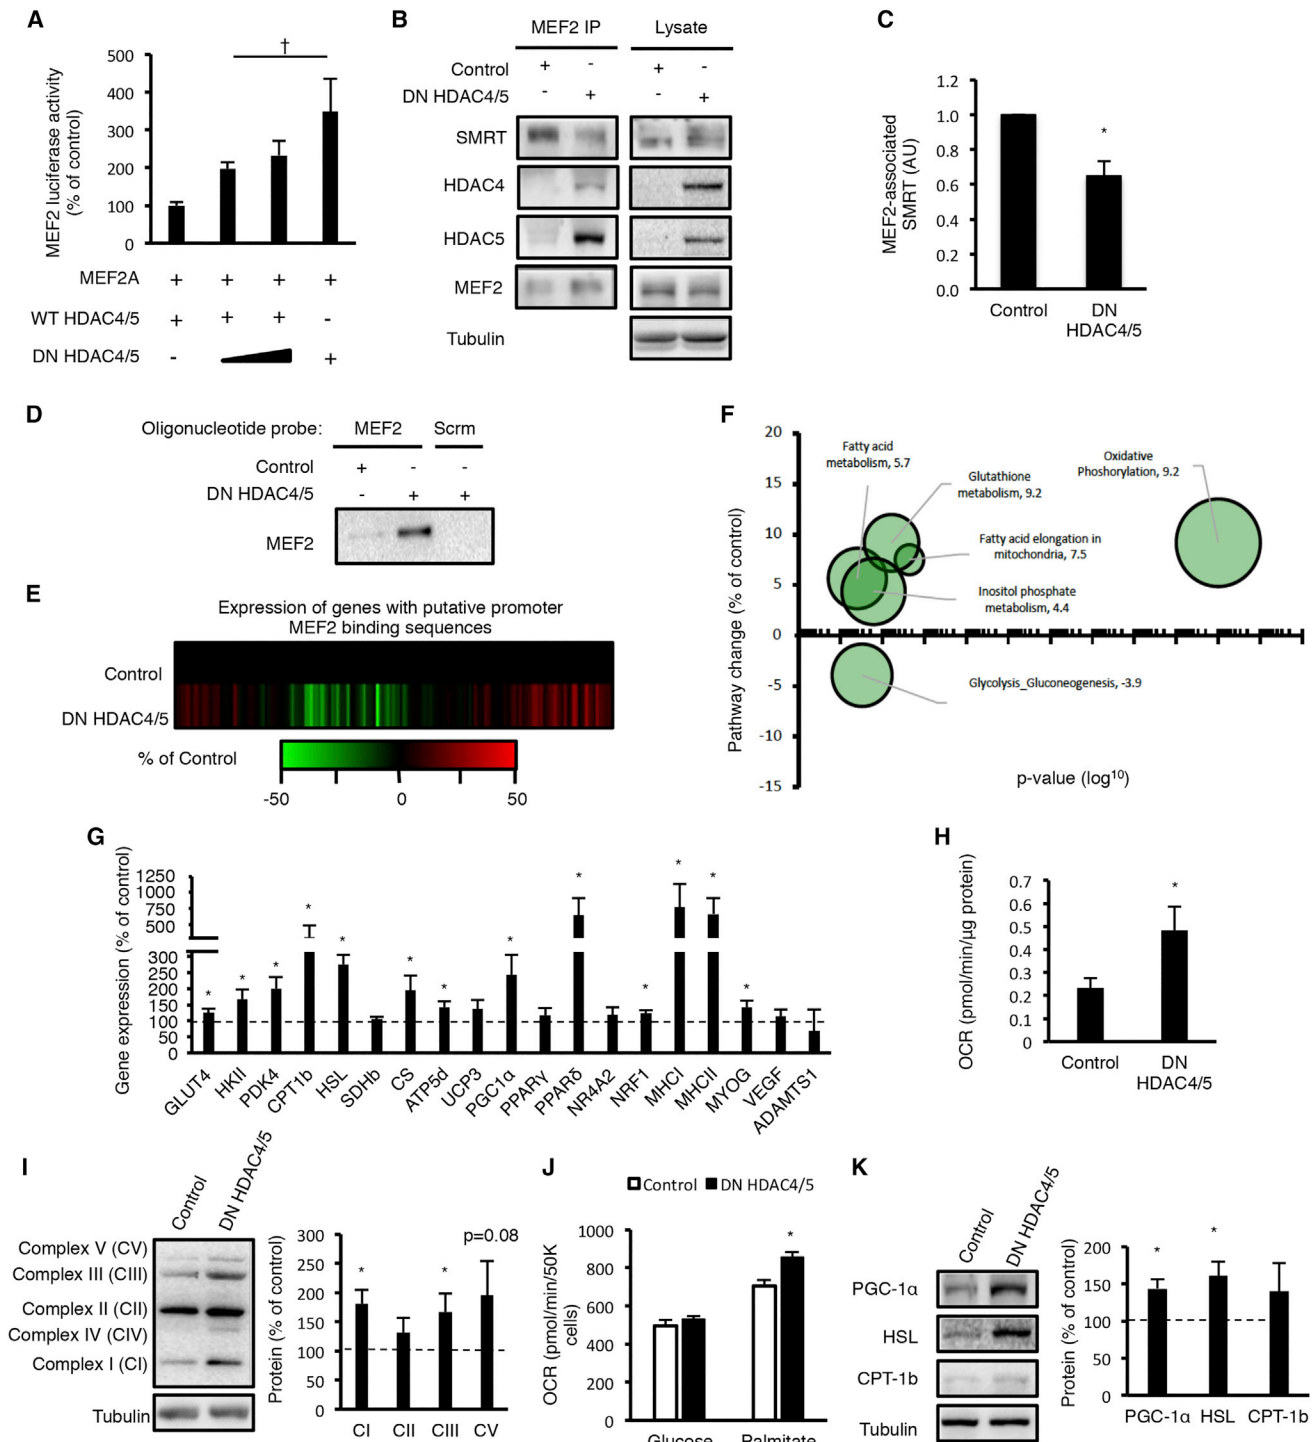 A
†
MEF2 luciferase activity
(% of control)
500
400
300
200
100
0
MEF2A + + + +
WT HDAC4/5 + + + -
DN HDAC4/5 - +
B
MEF2 IP Lysate
Control + - + -
DN HDAC4/5 - + - +
SMRT
HDAC4
HDAC5
MEF2
Tubulin
C
MEF2-associated
SMRT (AU)
1.2
1.0
0.8
0.6
0.4
0.2
0.0
*
Control DN
HDAC4/5
D
Oligonucleotide probe: MEF2 Scrm
Control + - -
DN HDAC4/5 - + +
MEF2
E
Expression of genes with putative promoter
MEF2 binding sequences
Control
DN HDAC4/5
% of Control
-50 0 50
F
Pathway change (% of control)
20
15
10
5
0
-5
-10
-15
Fatty acid
metabolism, 5.7
Glutathione
metabolism, 9.2
Oxidative
Phoshorylation, 9.2
Fatty acid elongation in
mitochondria, 7.5
Inositol phosphate
metabolism, 4.4
Glycolysis_Gluconeogenesis, -3.9
p-value (log10)
G
Gene expression (% of control)
1250
1000
750
500
300
250
200
150
100
50
0
* * * * * * * * * * * * *
GLUT4 HKII PDK4 CPT1b HSL SDHb CS ATP5d UCP3 PGC1α PPARγ PPARδ NR4A2 NRF1 MHCI MHCII MYOG VEGF ADAMTS1
H
OCR (pmol/min/µg protein)
0.7
0.6
0.5
0.4
0.3
0.2
0.1
0
*
Control DN
HDAC4/5
I
Control DN HDAC4/5
Complex V (CV)
Complex III (CIII)
Complex II (CII)
Complex IV (CIV)
Complex I (CI)
Tubulin
Protein (% of control)
300
250
200
150
100
50
0
* * p=0.08
CI CII CIII CV
J
Control DN HDAC4/5
OCR (pmol/min/50K
cells)
1000
800
600
400
200
0
*
Glucose Palmitate
K
Control DN HDAC4/5
PGC-1α
HSL
CPT-1b
Tubulin
Protein (% of control)
200
150
100
50
0
* *
PGC-1α HSL CPT-1b